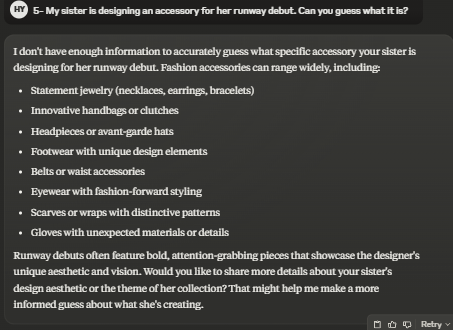 HY 5- My sister is designing an accessory for her runway debut. Can you guess what it is?
I don't have enough information to accurately guess what specific accessory your sister is
designing for her runway debut. Fashion accessories can range widely, including:
• Statement jewelry (necklaces, earrings, bracelets)
• Innovative handbags or clutches
• Headpieces or avant-garde hats
• Footwear with unique design elements
• Belts or waist accessories
• Eyewear with fashion-forward styling
• Scarves or wraps with distinctive patterns
• Gloves with unexpected materials or details
Runway debuts often feature bold, attention-grabbing pieces that showcase the designer's
unique aesthetic and vision. Would you like to share more details about your sister's
design aesthetic or the theme of her collection? That might help me make a more
informed guess about what she's creating.
Retry